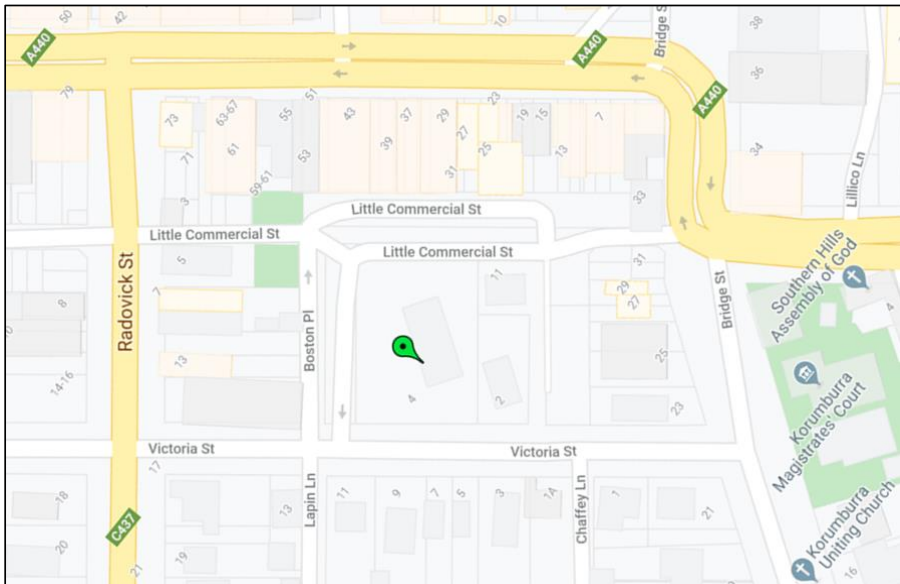 50
42
10
38
A440
A440
Bridge St
36
A440
79
73
63-67
55
51
43
37
29
23
27
19
15
7
61
53
39
25
13
34
71
59-61
31
33
3
Lillico Ln
Little Commercial St
Little Commercial St
Little Commercial St
5
31
Radovick St
11
Bridge St
Southern Hills
Assembly of God
8
7
29
27
4
10
Boston Pl
13
25
14-16
4
2
23
Korumburra
Magistrates' Court
Victoria St
Victoria St
17
18
13
Lapin Ln
11
9
7
5
3
1A
Chaffey Ln
1
21
C437
20
19
21
Korumburra
Uniting Church
16